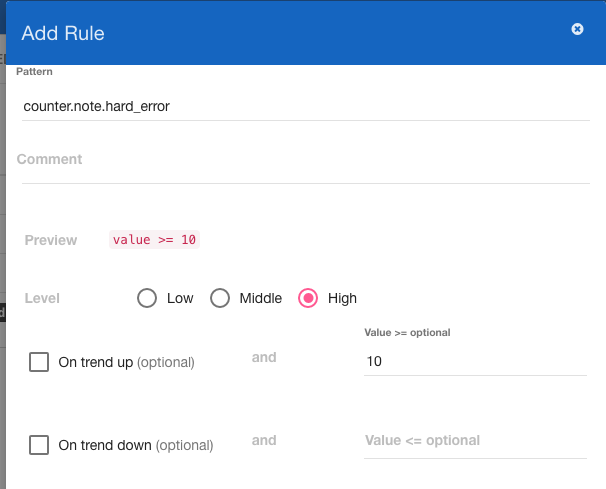 Add Rule
Pattern
counter.note.hard_error
Comment
Preview value >= 10
Level Low Middle High
Value >= optional
On trend up (optional) and 10
On trend down (optional) and Value <= optional